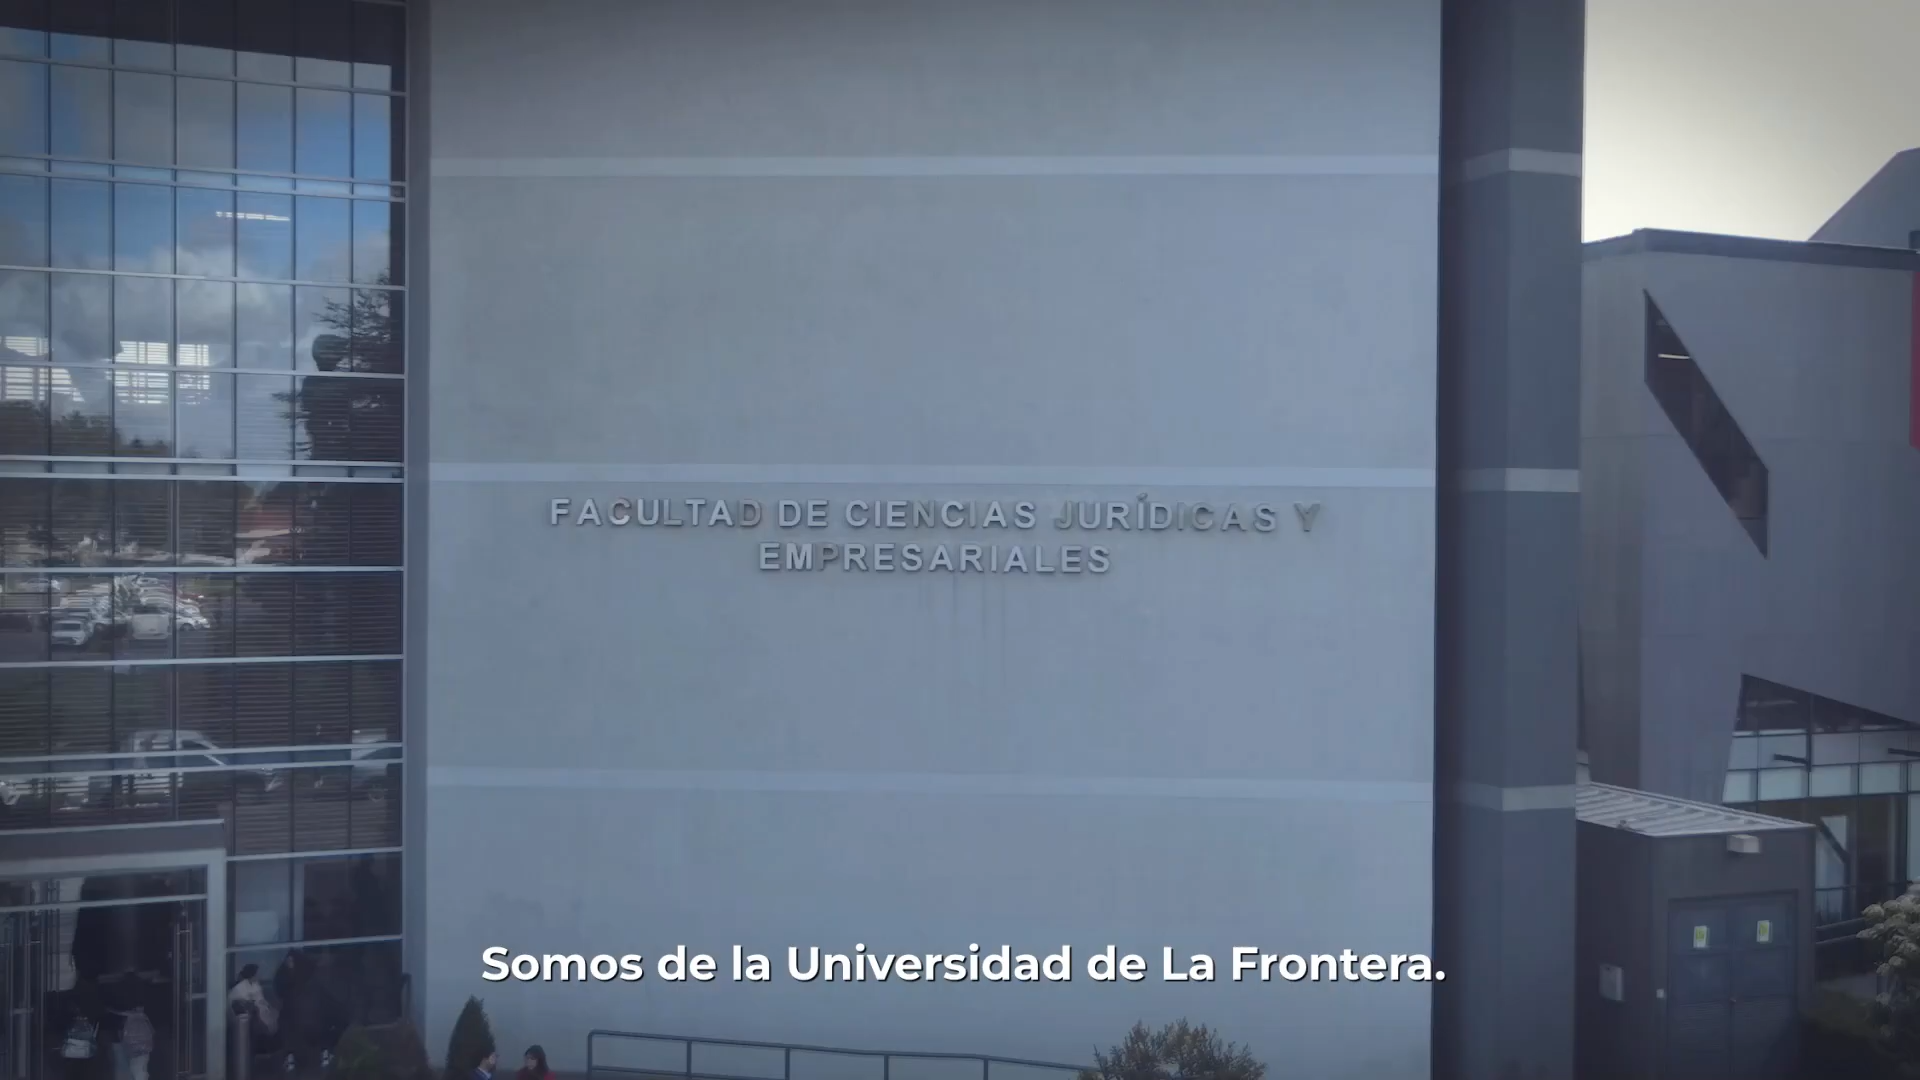 FACULTAD DE CIENCIAS JURÍDICAS Y
EMPRESARIALES
Somos de la Universidad de La Frontera.